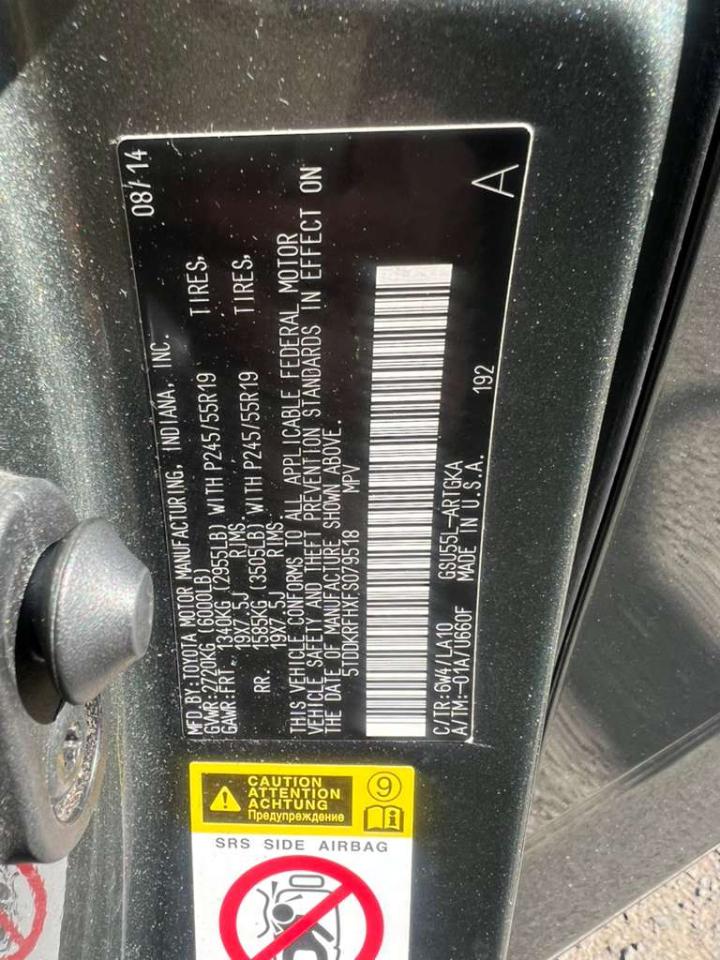 08/14
MFD.BY:TOYOTA MOTOR MANUFACTURING, INDIANA, INC.
GVWR:2720KG (6000LB)
GAWR:FRT. 1340KG (2955LB) WITH P245/55R19 TIRES,
19X7.5J RIMS.
RR. 1585KG (3505LB) WITH P245/55R19 TIRES,
19X7.5J RIMS.
THIS VEHICLE CONFORMS TO ALL APPLICABLE FEDERAL MOTOR
VEHICLE SAFETY AND THEFT PREVENTION STANDARDS IN EFFECT ON
THE DATE OF MANUFACTURE SHOWN ABOVE.
5TDDKRFHXFS079518 MPV
C/TR:6W4/LA10 GSU55L-ARTGKA 192
A/TM:-01A/U660F MADE IN U.S.A.
A
CAUTION
ATTENTION
ACHTUNG
Предупреждение
9
SRS SIDE AIRBAG